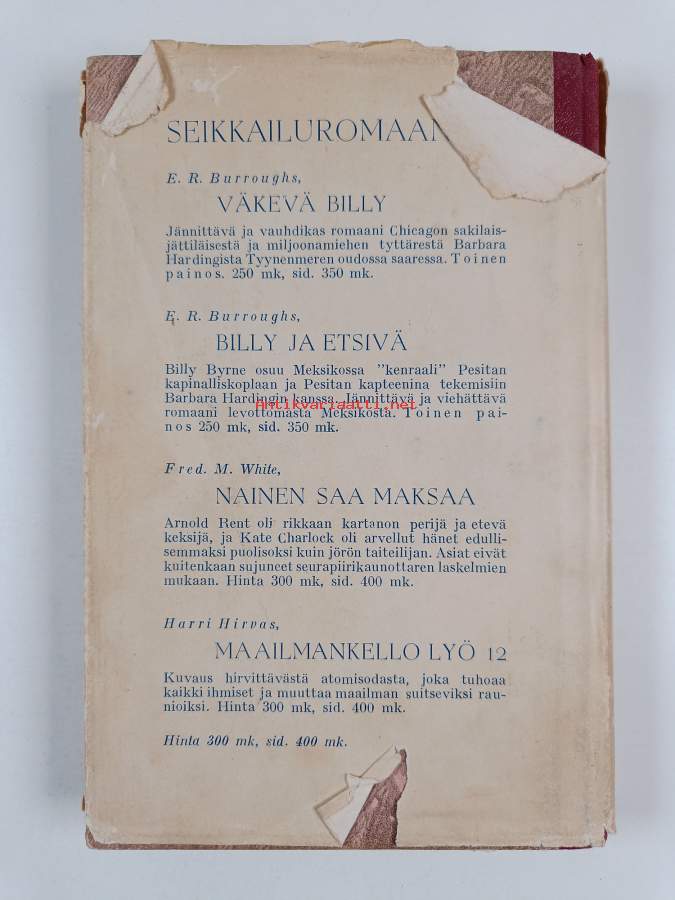 SEIKKAILUROMAAN
E. R. Burroughs,
VÄKEVÄ BILLY
Jännittävä ja vauhdikas romaani Chicagon sakilais-
jättiläisestä ja miljoonamiehen tyttärestä Barbara
Hardingista Tyynenmeren oudossa saaressa. Toinen
painos. 250 mk, sid. 350 mk.
E. R. Burroughs,
BILLY JA ETSIVÄ
Billy Byrne osuu Meksikossa "kenraali" Pesitan
kapinalliskoplaan ja Pesitan kapteenina tekemisiin
Barbara Hardingin kanssa. Jännittävä ja viehättävä
Antikvariaatti.net
romaani levottomasta Meksikosta. Toinen pai-
nos 250 mk, sid. 350 mk.
Fred. M. White,
NAINEN SAA MAKSAA
Arnold Rent oli rikkaan kartanon perijä ja etevä
keksijä, ja Kate Charlock oli arvellut hänet edulli-
semmaksi puolisoksi kuin jörön taiteilijan. Asiat eivät
kuitenkaan sujuneet seurapiirikaunottaren laskelmien
mukaan. Hinta 300 mk, sid. 400 mk.
Harri Hirvas,
MAAILMANKELLO LYÖ 12
Kuvaus hirvittävästä atomisodasta, joka tuhoaa
kaikki ihmiset ja muuttaa maailman suitseviksi rau-
nioiksi. Hinta 300 mk, sid. 400 mk.
Hinta 300 mk, sid. 400 mk.